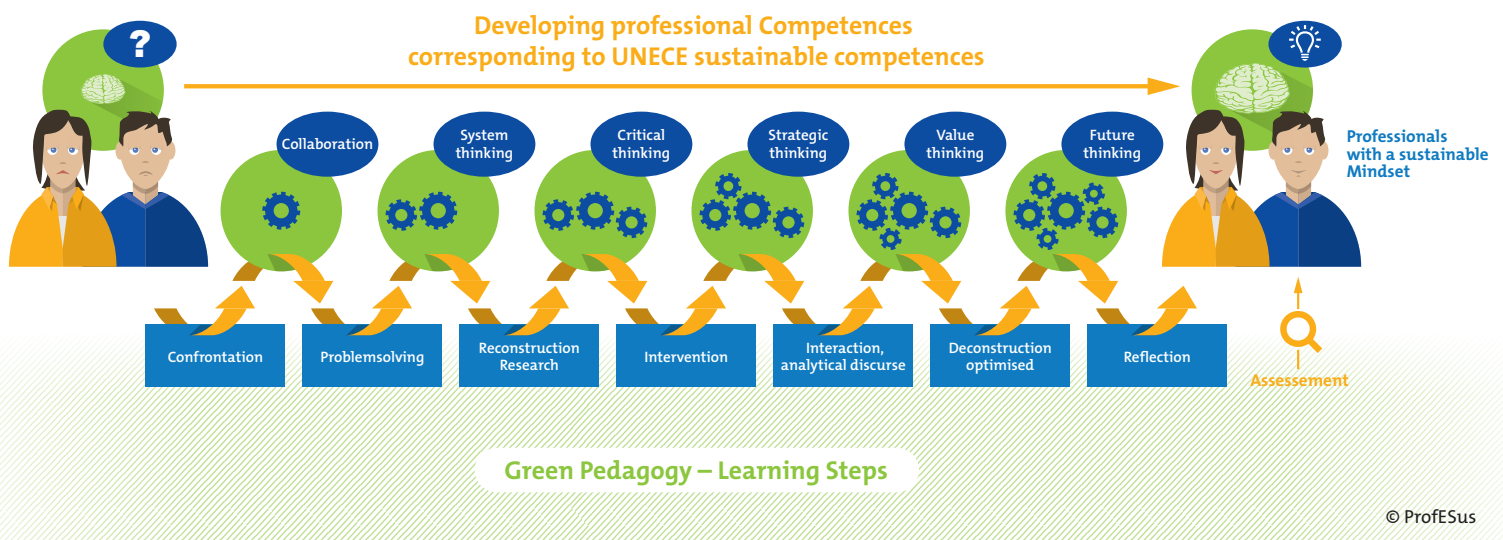 Developing professional Competences
corresponding to UNECE sustainable competences
?
Collaboration
System
thinking
Critical
thinking
Strategic
thinking
Value
thinking
Future
thinking
Professionals
with a sustainable
Mindset
Confrontation
Problemsolving
Reconstruction
Research
Intervention
Interaction,
analytical discurse
Deconstruction
optimised
Reflection
Assessement
Green Pedagogy – Learning Steps
© ProfESus